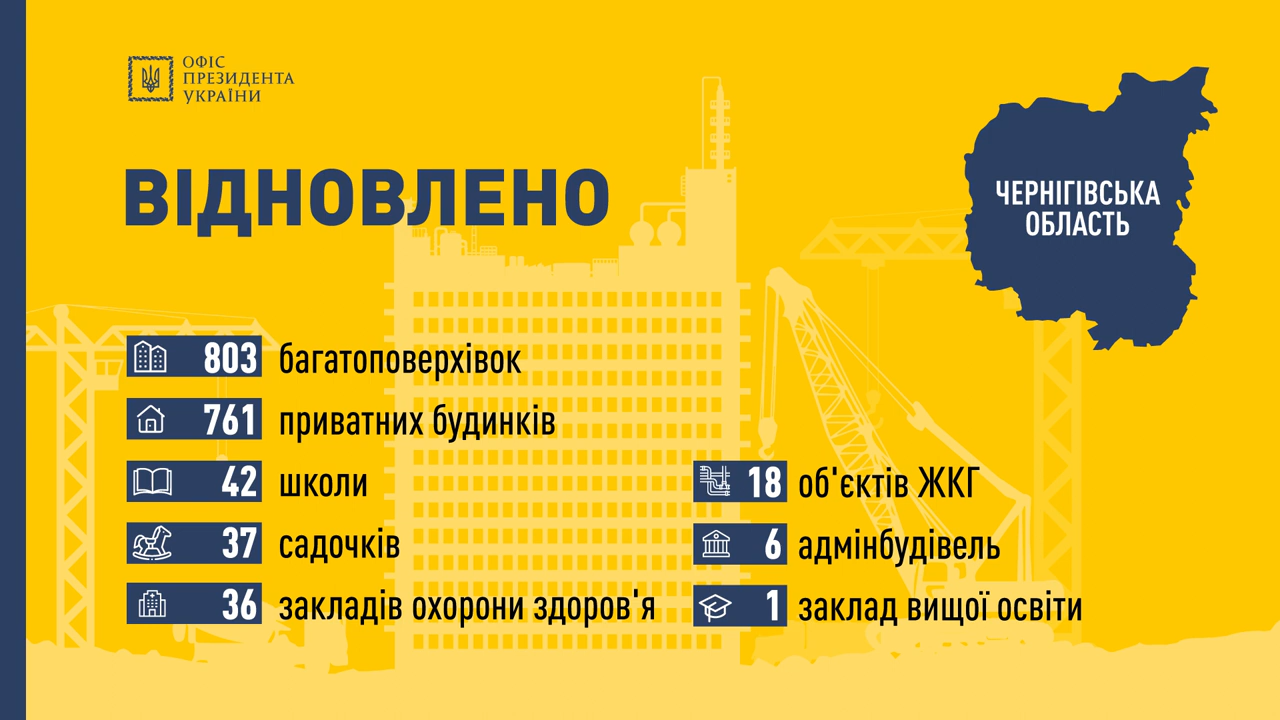 ОФІС
ПРЕЗИДЕНТА
УКРАЇНИ
ВІДНОВЛЕНО
ЧЕРНІГІВСЬКА
ОБЛАСТЬ
803 багатоповерхівок
761 приватних будинків
42 школи
37 садочків
36 закладів охорони здоров'я
18 об'єктів ЖКГ
6 адмінбудівель
1 заклад вищої освіти